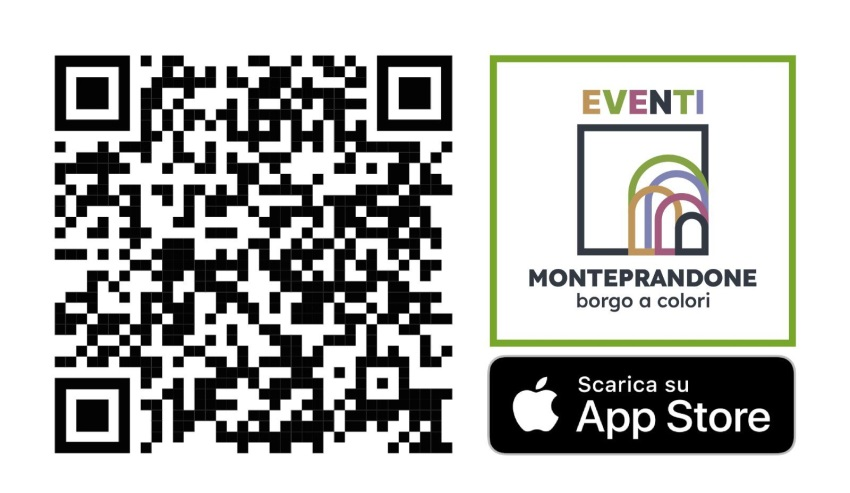 EVENTI
MONTEPRANDONE
borgo a colori
Scarica su
App Store